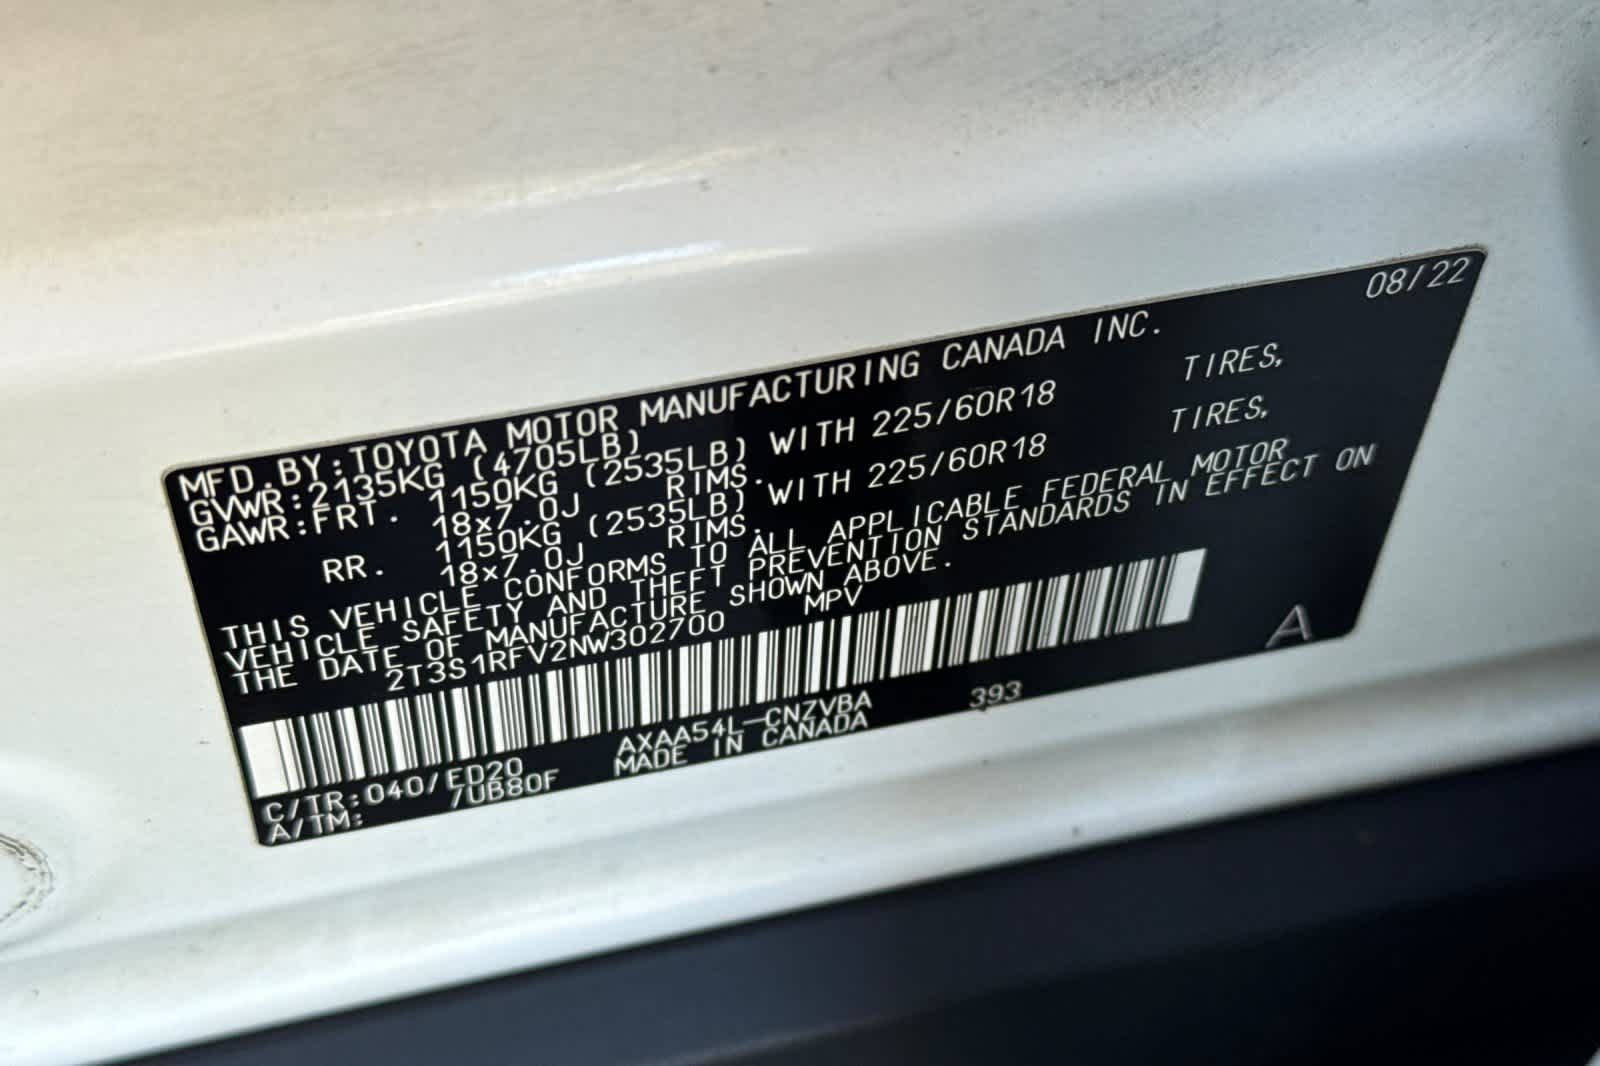 08/22
MFD.BY:TOYOTA MOTOR MANUFACTURING CANADA INC.
GVWR:2135KG (4705LB)
GAWR:FRT. 1150KG (2535LB) WITH 225/60R18 TIRES,
18x7.0J RIMS.
RR. 1150KG (2535LB) WITH 225/60R18 TIRES,
18x7.0J RIMS.
THIS VEHICLE CONFORMS TO ALL APPLICABLE FEDERAL MOTOR
VEHICLE SAFETY AND THEFT PREVENTION STANDARDS IN EFFECT ON
THE DATE OF MANUFACTURE SHOWN ABOVE.
2T3S1RFV2NW302700 MPV
A
C/TR:040/ED20 AXAA54L-CNZVBA 393
A/TM: /UB80F MADE IN CANADA